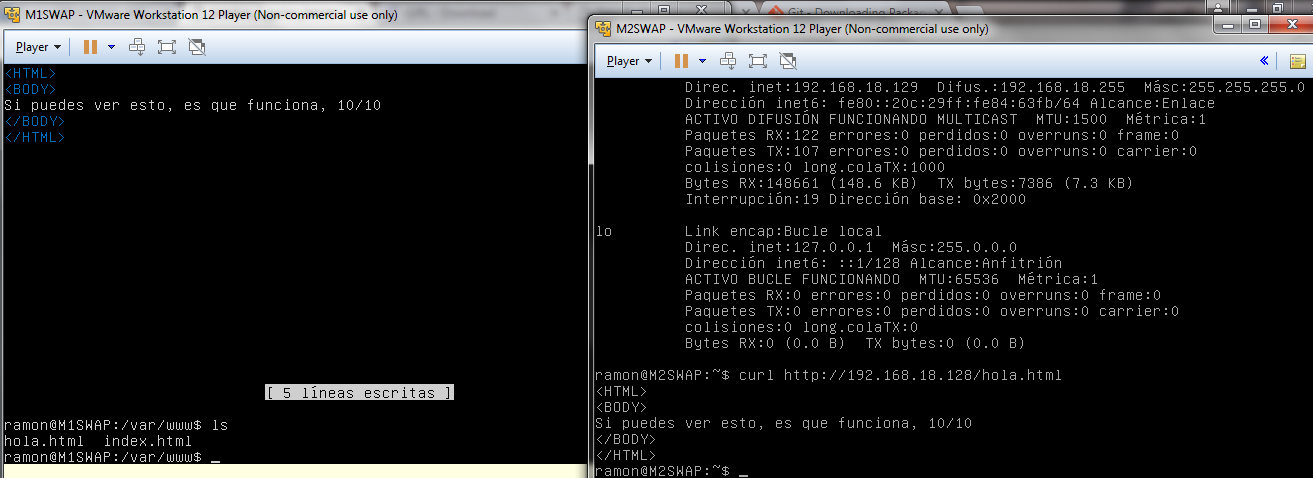 M1SWAP - VMware Workstation 12 Player (Non-commercial use only)
Player
<HTML>
<BODY>
Si puedes ver esto, es que funciona, 10/10
</BODY>
</HTML>
[ 5 líneas escritas ]
ramon@M1SWAP:/var/www$ ls
hola.html  index.html
ramon@M1SWAP:/var/www$ _
Git - Downloading Packa
M2SWAP - VMware Workstation 12 Player (Non-commercial use only)
Player
Direc. inet:192.168.18.129  Difus.:192.168.18.255  Másc:255.255.255.0
Dirección inet6: fe80::20c:29ff:fe84:63fb/64 Alcance:Enlace
ACTIVO DIFUSIÓN FUNCIONANDO MULTICAST  MTU:1500  Métrica:1
Paquetes RX:122 errores:0 perdidos:0 overruns:0 frame:0
Paquetes TX:107 errores:0 perdidos:0 overruns:0 carrier:0
colisiones:0 long.colaTX:1000
Bytes RX:148661 (148.6 KB)  TX bytes:7386 (7.3 KB)
Interrupción:19 Dirección base: 0x2000
lo        Link encap:Bucle local
Direc. inet:127.0.0.1  Másc:255.0.0.0
Dirección inet6: ::1/128 Alcance:Anfitrión
ACTIVO BUCLE FUNCIONANDO  MTU:65536  Métrica:1
Paquetes RX:0 errores:0 perdidos:0 overruns:0 frame:0
Paquetes TX:0 errores:0 perdidos:0 overruns:0 carrier:0
colisiones:0 long.colaTX:0
Bytes RX:0 (0.0 B)  TX bytes:0 (0.0 B)
ramon@M2SWAP:~$ curl http://192.168.18.128/hola.html
<HTML>
<BODY>
Si puedes ver esto, es que funciona, 10/10
</BODY>
</HTML>
ramon@M2SWAP:~$ _